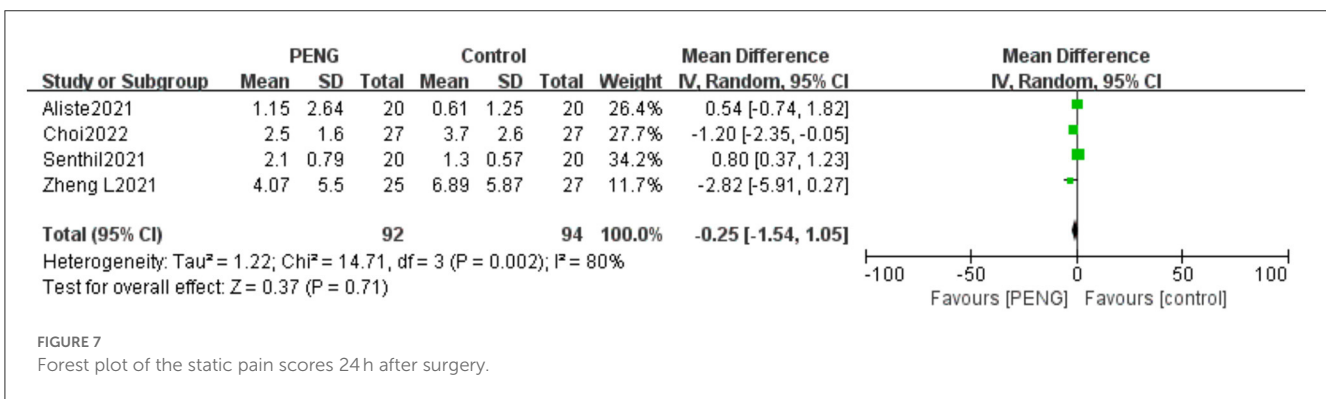 PENG Control Mean Difference Mean Difference
Study or Subgroup Mean SD Total Mean SD Total Weight IV, Random, 95% CI IV, Random, 95% CI
Aliste2021 1.15 2.64 20 0.61 1.25 20 26.4% 0.54 [-0.74, 1.82]
Choi2022 2.5 1.6 27 3.7 2.6 27 27.7% -1.20 [-2.35, -0.05]
Senthil2021 2.1 0.79 20 1.3 0.57 20 34.2% 0.80 [0.37, 1.23]
Zheng L2021 4.07 5.5 25 6.89 5.87 27 11.7% -2.82 [-5.91, 0.27]
Total (95% CI) 92 94 100.0% -0.25 [-1.54, 1.05]
Heterogeneity: Tau² = 1.22; Chi² = 14.71, df = 3 (P = 0.002); I² = 80%
Test for overall effect: Z = 0.37 (P = 0.71)
-100 -50 0 50 100
Favours [PENG] Favours [control]
FIGURE 7
Forest plot of the static pain scores 24 h after surgery.